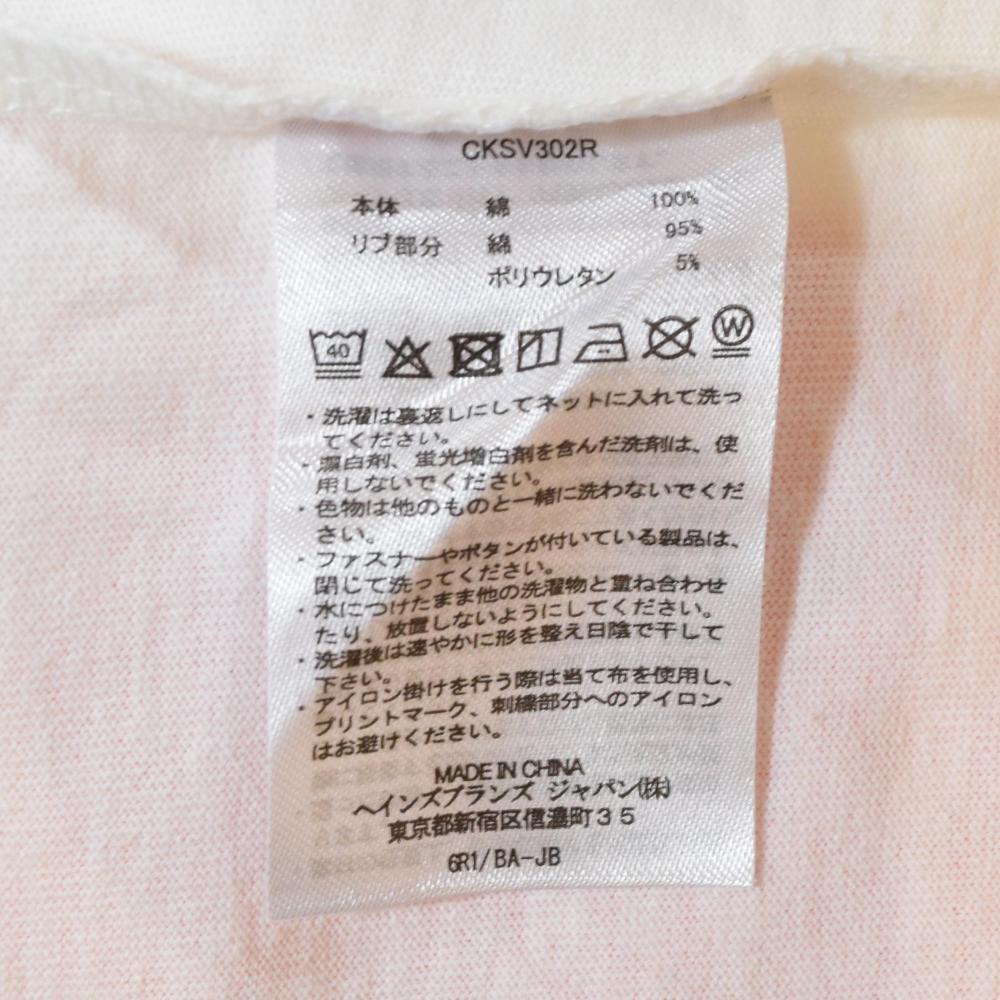 CKSV302R
本体 綿 100%
リブ部分 綿 95%
ポリウレタン 5%
40 W
・洗濯は裏返しにしてネットに入れて洗っ
てください。
・漂白剤、蛍光増白剤を含んだ洗剤は、使
用しないでください。
・色物は他のものと一緒に洗わないでくだ
さい。
・ファスナーやボタンが付いている製品は、
閉じて洗ってください。
・水につけたまま他の洗濯物と重ね合わせ
たり、放置しないようにしてください。
・洗濯後は速やかに形を整え日陰で干して
下さい。
・アイロン掛けを行う際は当て布を使用し、
プリントマーク、刺繍部分へのアイロン
はお避けください。
MADE IN CHINA
ヘインズブランズ ジャパン(株)
東京都新宿区信濃町35
6R1/BA-JB